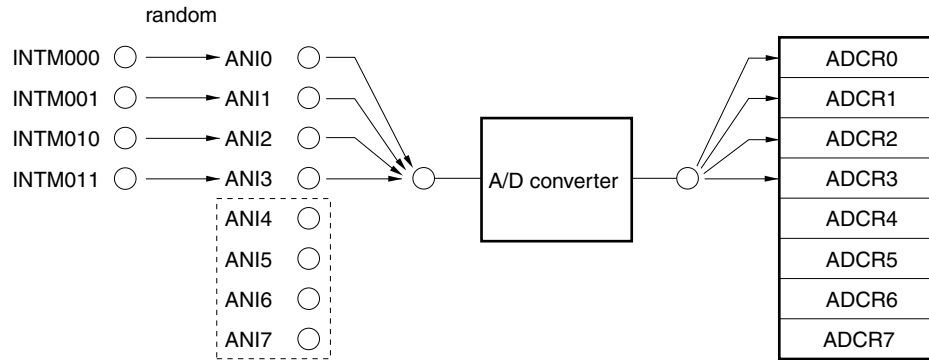 random
INTM000 ANI0 ADCR0
INTM001 ANI1 ADCR1
INTM010 ANI2 ADCR2
INTM011 ANI3 A/D converter ADCR3
ANI4 ADCR4
ANI5 ADCR5
ANI6 ADCR6
ANI7 ADCR7